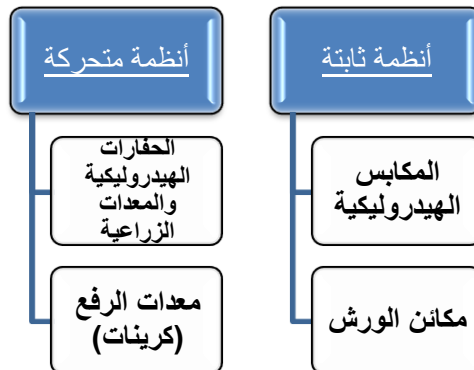 أنظمة ثابتة
المكابس
الهيدروليكية
مكائن الورش
أنظمة متحركة
الحفارات
الهيدروليكية
والمعدات
الزراعية
معدات الرفع
(كرينات)